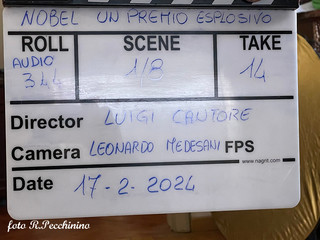 NOBEL UN PREMIO ESPLOSIVO
ROLL SCENE TAKE
AUDIO
344 1/8 14
Director LUIGI CANTORE
Camera LEONARDO MEDESANI FPS
www.nagrit.com
Date 17-2-2024
foto R.Pecchinino